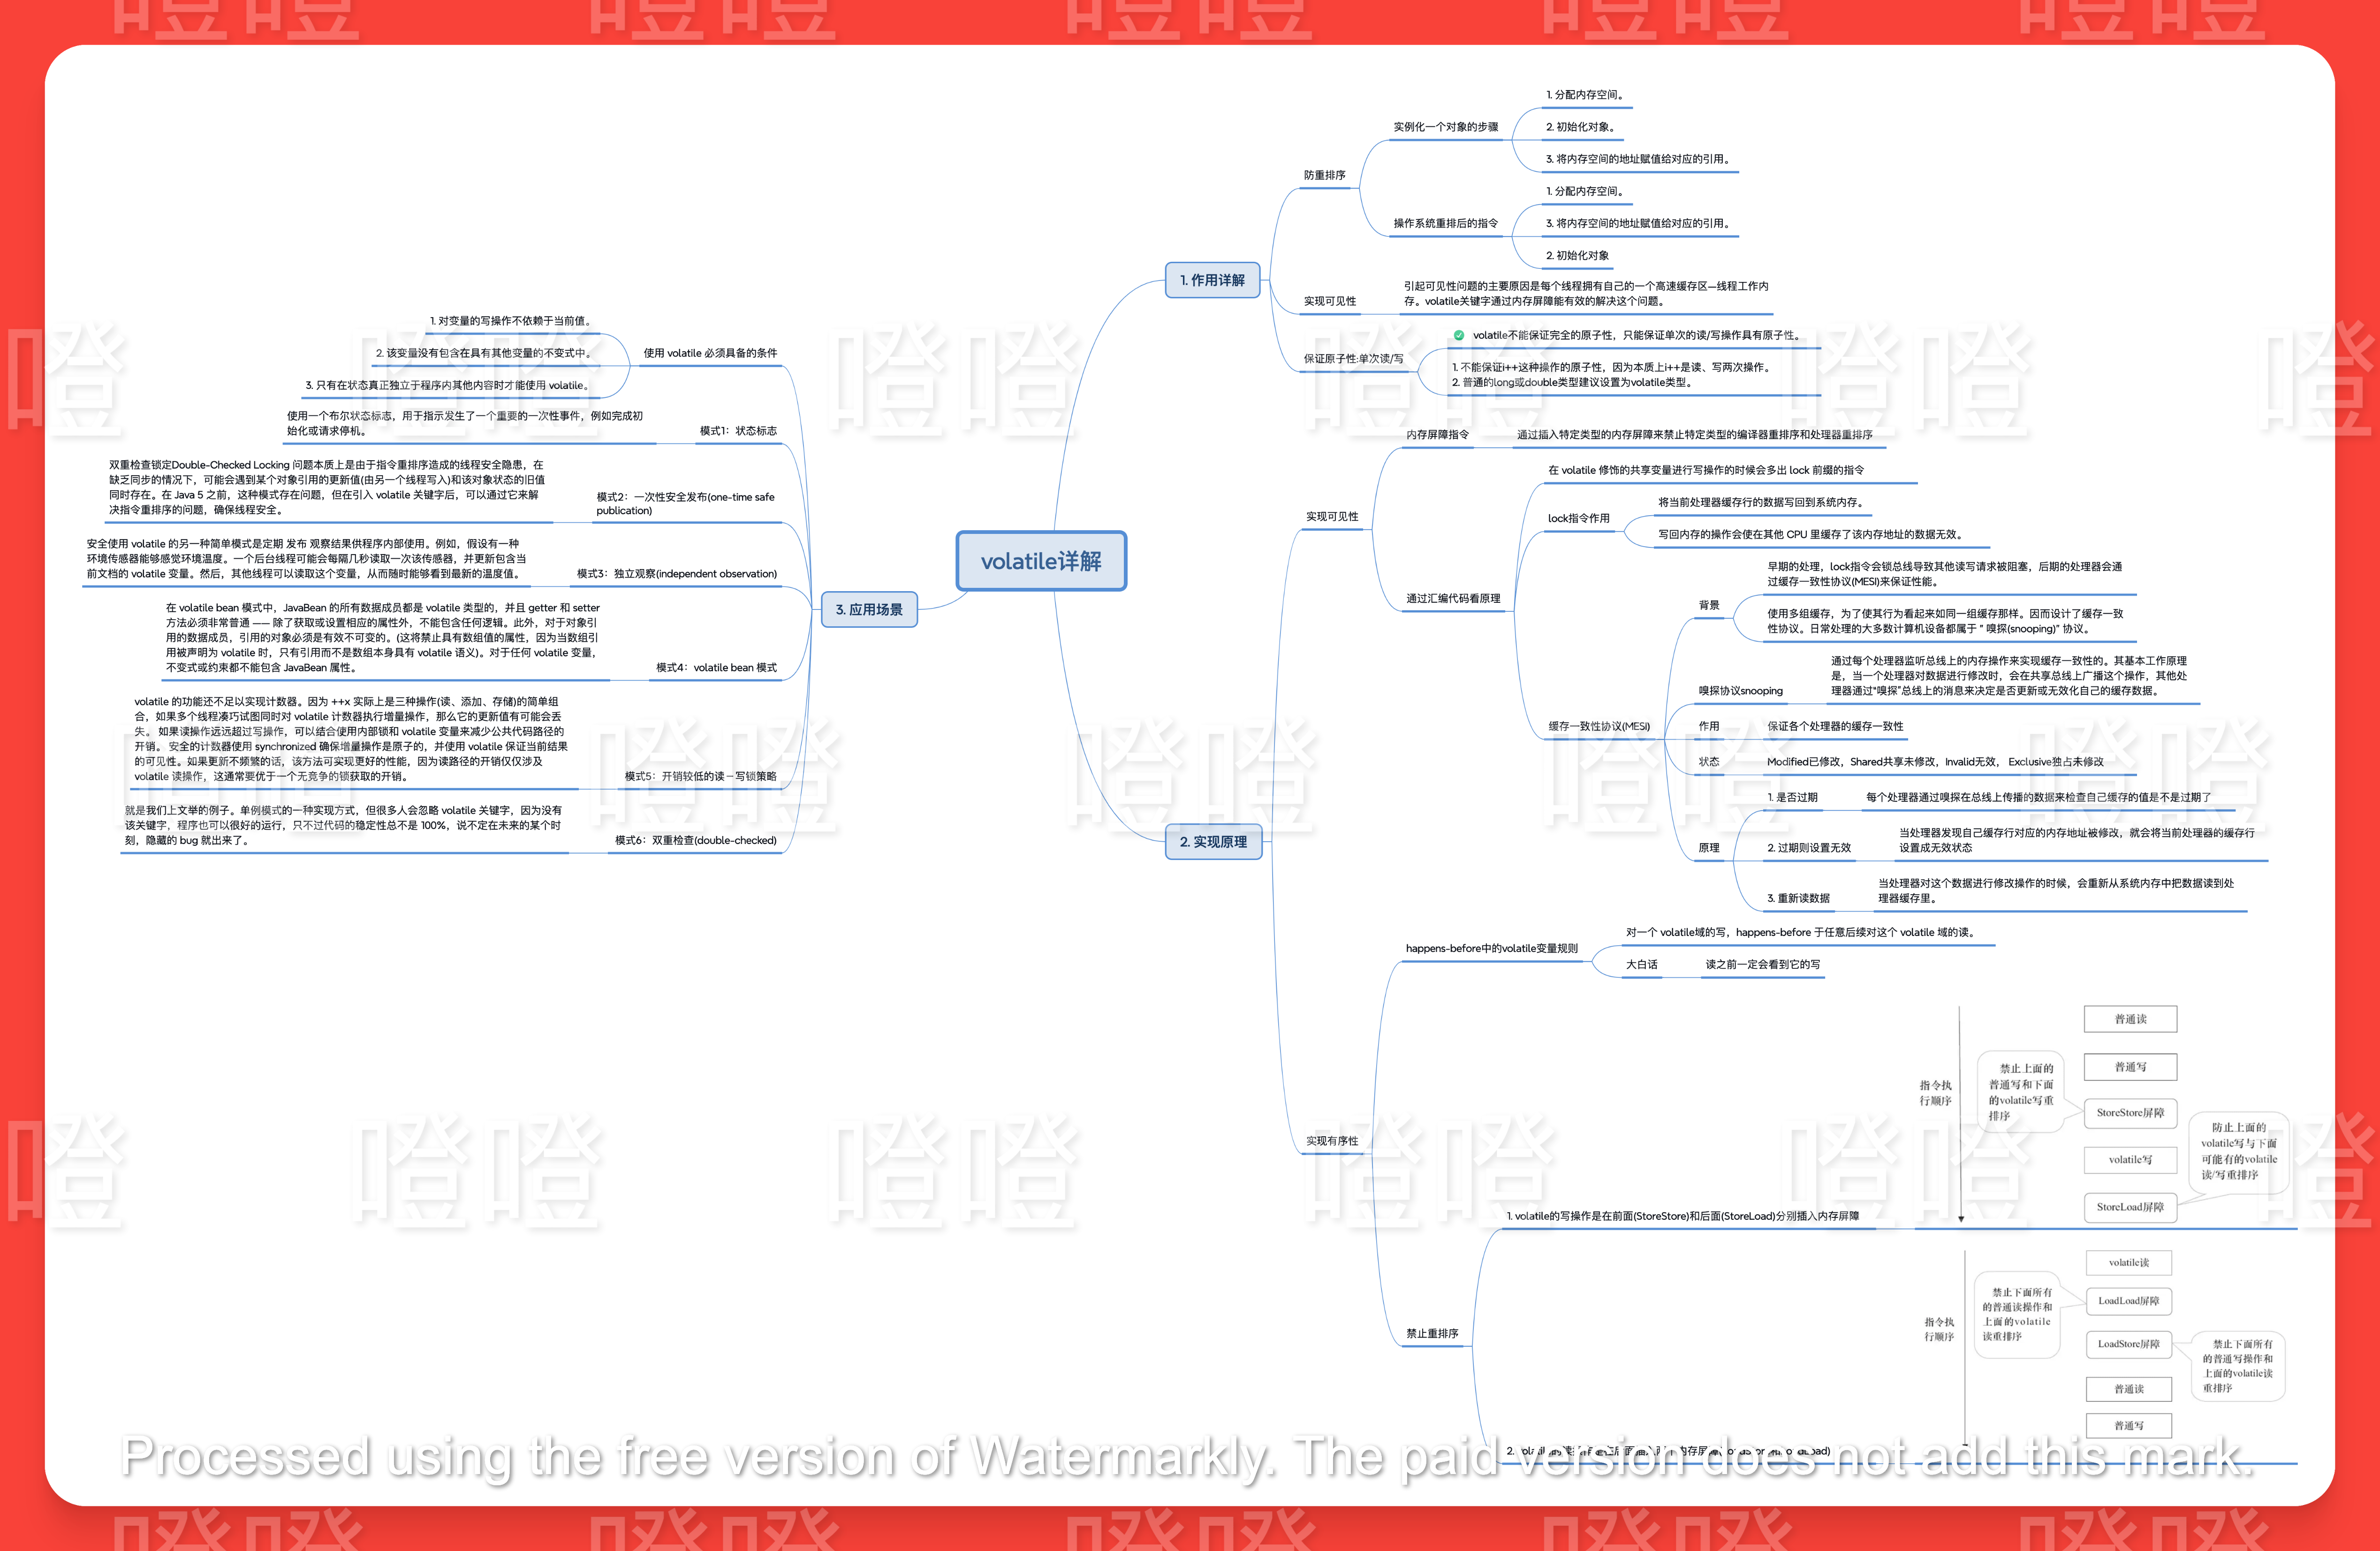 volatile详解
1. 作用详解
防重排序
实例化一个对象的步骤
1. 分配内存空间。
2. 初始化对象。
3. 将内存空间的地址赋值给对应的引用。
操作系统重排后的指令
1. 分配内存空间。
3. 将内存空间的地址赋值给对应的引用。
2. 初始化对象
实现可见性
引起可见性问题的主要原因是每个线程拥有自己的一个高速缓存区—线程工作内
存。volatile关键字通过内存屏障能有效的解决这个问题。
保证原子性:单次读/写
volatile不能保证完全的原子性，只能保证单次的读/写操作具有原子性。
1. 不能保证i++这种操作的原子性，因为本质上i++是读、写两次操作。
2. 普通的long或double类型建议设置为volatile类型。
2. 实现原理
实现可见性
内存屏障指令
通过插入特定类型的内存屏障来禁止特定类型的编译器重排序和处理器重排序
通过汇编代码看原理
在 volatile 修饰的共享变量进行写操作的时候会多出 lock 前缀的指令
lock指令作用
将当前处理器缓存行的数据写回到系统内存。
写回内存的操作会使在其他 CPU 里缓存了该内存地址的数据无效。
缓存一致性协议(MESI)
背景
早期的处理，lock指令会锁总线导致其他读写请求被阻塞，后期的处理器会通
过缓存一致性协议(MESI)来保证性能。
使用多组缓存，为了使其行为看起来如同一组缓存那样。因而设计了缓存一致
性协议。日常处理的大多数计算机设备都属于 " 嗅探(snooping)" 协议。
嗅探协议snooping
通过每个处理器监听总线上的内存操作来实现缓存一致性的。其基本工作原理
是，当一个处理器对数据进行修改时，会在共享总线上广播这个操作，其他处
理器通过“嗅探”总线上的消息来决定是否更新或无效化自己的缓存数据。
作用
保证各个处理器的缓存一致性
状态
Modified已修改，Shared共享未修改，Invalid无效， Exclusive独占未修改
原理
1. 是否过期
每个处理器通过嗅探在总线上传播的数据来检查自己缓存的值是不是过期了
2. 过期则设置无效
当处理器发现自己缓存行对应的内存地址被修改，就会将当前处理器的缓存行
设置成无效状态
3. 重新读数据
当处理器对这个数据进行修改操作的时候，会重新从系统内存中把数据读到处
理器缓存里。
实现有序性
happens-before中的volatile变量规则
对一个 volatile域的写，happens-before 于任意后续对这个 volatile 域的读。
大白话
读之前一定会看到它的写
禁止重排序
1. volatile的写操作是在前面(StoreStore)和后面(StoreLoad)分别插入内存屏障
指令执
行顺序
普通读
普通写
禁止上面的
普通写和下面
的volatile写重
排序
StoreStore屏障
volatile写
防止上面的
volatile写与下面
可能有的volatile
读/写重排序
StoreLoad屏障
2. volatile的读操作是在后面插入两个内存屏障(LoadStore和LoadLoad)
指令执
行顺序
volatile读
禁止下面所有
的普通读操作和
上面的volatile
读重排序
LoadLoad屏障
LoadStore屏障
禁止下面所有
的普通写操作和
上面的volatile读
重排序
普通读
普通写
3. 应用场景
使用 volatile 必须具备的条件
1. 对变量的写操作不依赖于当前值。
2. 该变量没有包含在具有其他变量的不变式中。
3. 只有在状态真正独立于程序内其他内容时才能使用 volatile。
模式1：状态标志
使用一个布尔状态标志，用于指示发生了一个重要的一次性事件，例如完成初
始化或请求停机。
模式2：一次性安全发布(one-time safe
publication)
双重检查锁定Double-Checked Locking 问题本质上是由于指令重排序造成的线程安全隐患，在
缺乏同步的情况下，可能会遇到某个对象引用的更新值(由另一个线程写入)和该对象状态的旧值
同时存在。在 Java 5 之前，这种模式存在问题，但在引入 volatile 关键字后，可以通过它来解
决指令重排序的问题，确保线程安全。
模式3：独立观察(independent observation)
安全使用 volatile 的另一种简单模式是定期 发布 观察结果供程序内部使用。例如，假设有一种
环境传感器能够感觉环境温度。一个后台线程可能会每隔几秒读取一次该传感器，并更新包含当
前文档的 volatile 变量。然后，其他线程可以读取这个变量，从而随时能够看到最新的温度值。
模式4：volatile bean 模式
在 volatile bean 模式中，JavaBean 的所有数据成员都是 volatile 类型的，并且 getter 和 setter
方法必须非常普通 —— 除了获取或设置相应的属性外，不能包含任何逻辑。此外，对于对象引
用的数据成员，引用的对象必须是有效不可变的。(这将禁止具有数组值的属性，因为当数组引
用被声明为 volatile 时，只有引用而不是数组本身具有 volatile 语义)。对于任何 volatile 变量，
不变式或约束都不能包含 JavaBean 属性。
模式5：开销较低的读－写锁策略
volatile 的功能还不足以实现计数器。因为 ++x 实际上是三种操作(读、添加、存储)的简单组
合，如果多个线程凑巧试图同时对 volatile 计数器执行增量操作，那么它的更新值有可能会丢
失。 如果读操作远远超过写操作，可以结合使用内部锁和 volatile 变量来减少公共代码路径的
开销。 安全的计数器使用 synchronized 确保增量操作是原子的，并使用 volatile 保证当前结果
的可见性。如果更新不频繁的话，该方法可实现更好的性能，因为读路径的开销仅仅涉及
volatile 读操作，这通常要优于一个无竞争的锁获取的开销。
模式6：双重检查(double-checked)
就是我们上文举的例子。单例模式的一种实现方式，但很多人会忽略 volatile 关键字，因为没有
该关键字，程序也可以很好的运行，只不过代码的稳定性总不是 100%，说不定在未来的某个时
刻，隐藏的 bug 就出来了。
噔噔
Processed using the free version of Watermarkly. The paid version does not add this mark.